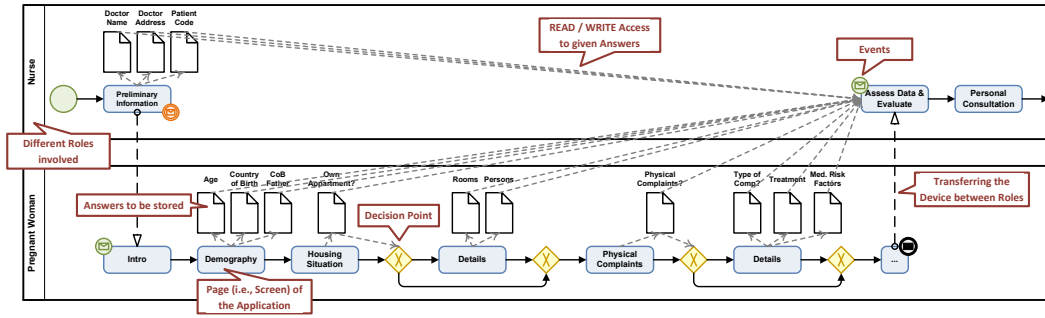 Doctor
Name
Doctor
Address
Patient
Code
READ / WRITE Access
to given Answers
Events
Nurse
Preliminary
Information
Assess Data &
Evaluate
Personal
Consultation
Different Roles
involved
Age
Country
of Birth
CoB
Father
Own
Appartment?
Rooms
Persons
Physical
Complaints?
Type of
Comp?
Treatment
Med. Risk
Factors
Transferring the
Device between Roles
Answers to be stored
Decision Point
Pregnant Woman
Intro
Demography
Housing
Situation
Details
Physical
Complaints
Details
...
Page (i.e., Screen) of
the Application